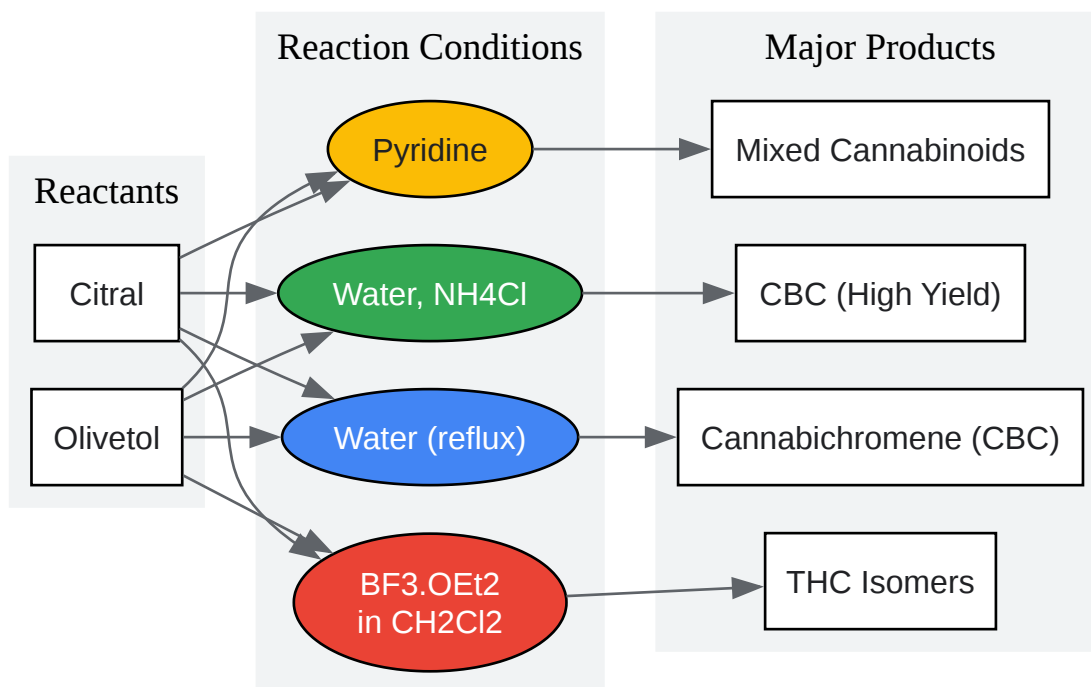 Reaction Conditions
Major Products
Reactants
Pyridine
Mixed Cannabinoids
Citral
Water, NH4Cl
CBC (High Yield)
Olivetol
Water (reflux)
Cannabichromene (CBC)
BF3.OEt2
in CH2Cl2
THC Isomers